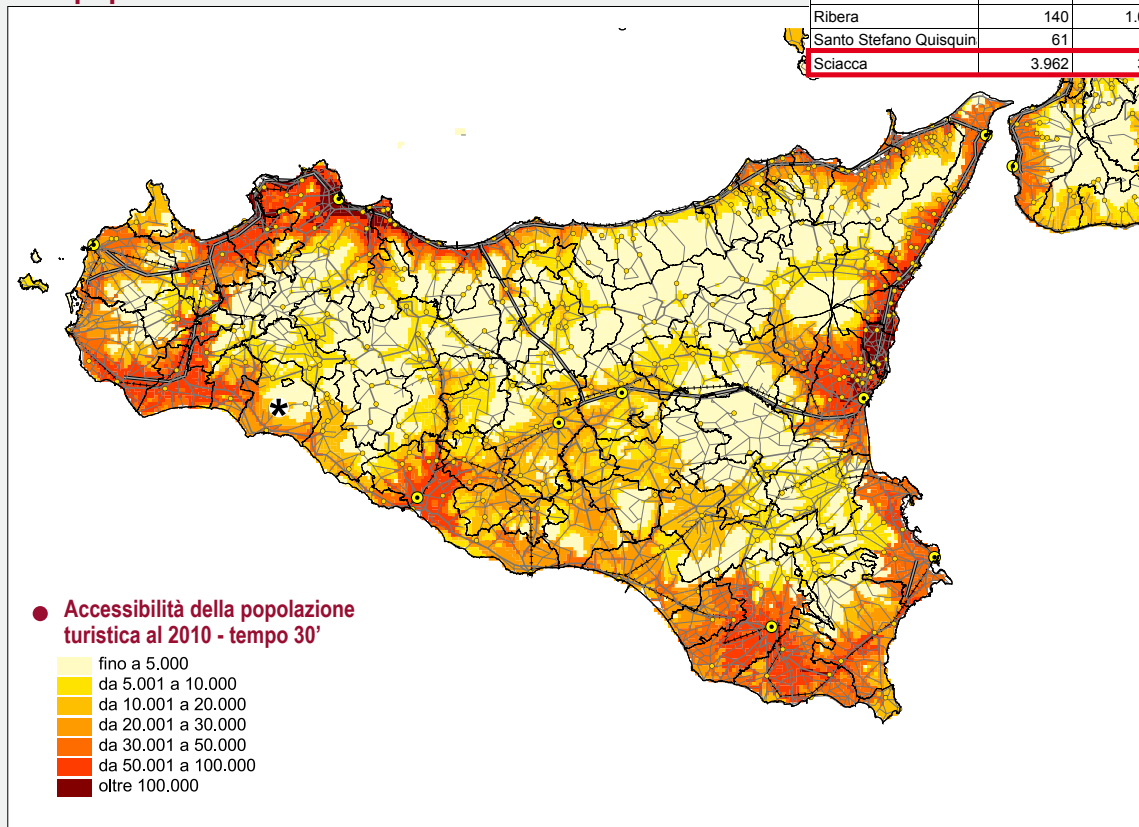 Ribera 140
Santo Stefano Quisquin 61
Sciacca 3.962
*
Accessibilità della popolazione
turistica al 2010 - tempo 30'
fino a 5.000
da 5.001 a 10.000
da 10.001 a 20.000
da 20.001 a 30.000
da 30.001 a 50.000
da 50.001 a 100.000
oltre 100.000